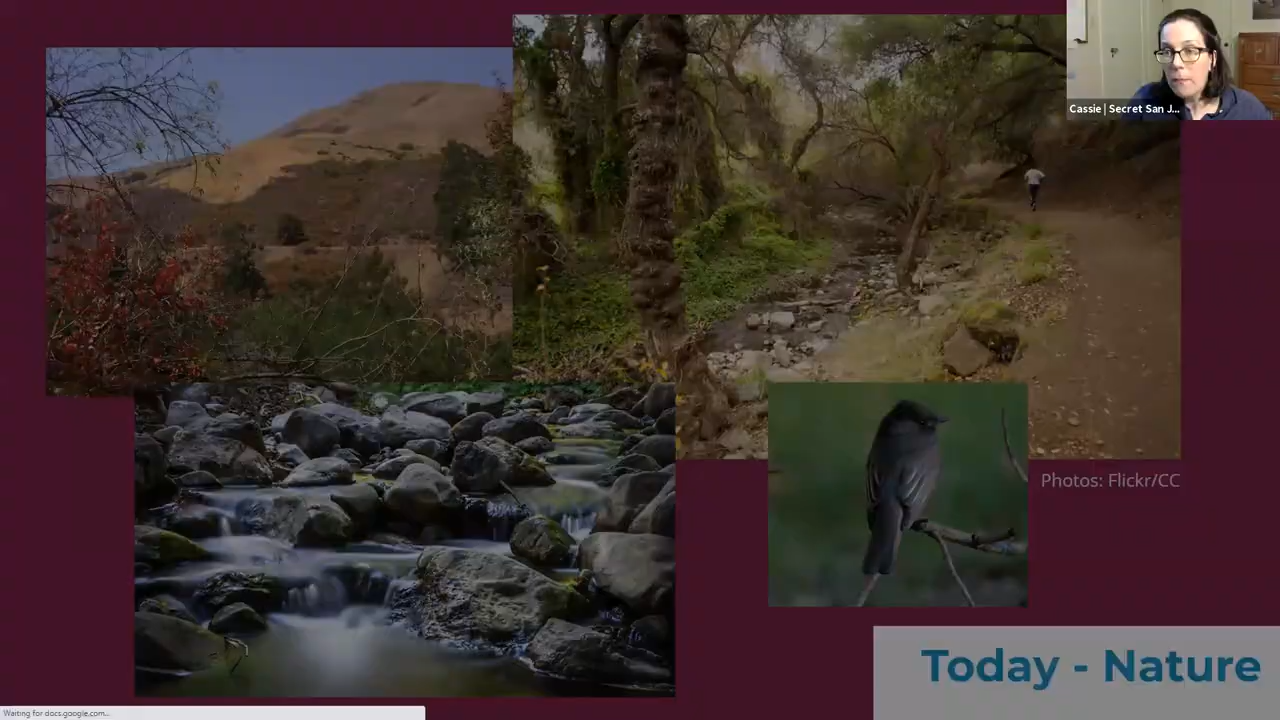 Cassie | Secret San J...
Photos: Flickr/CC
Today - Nature
Waiting for docs.google.com...